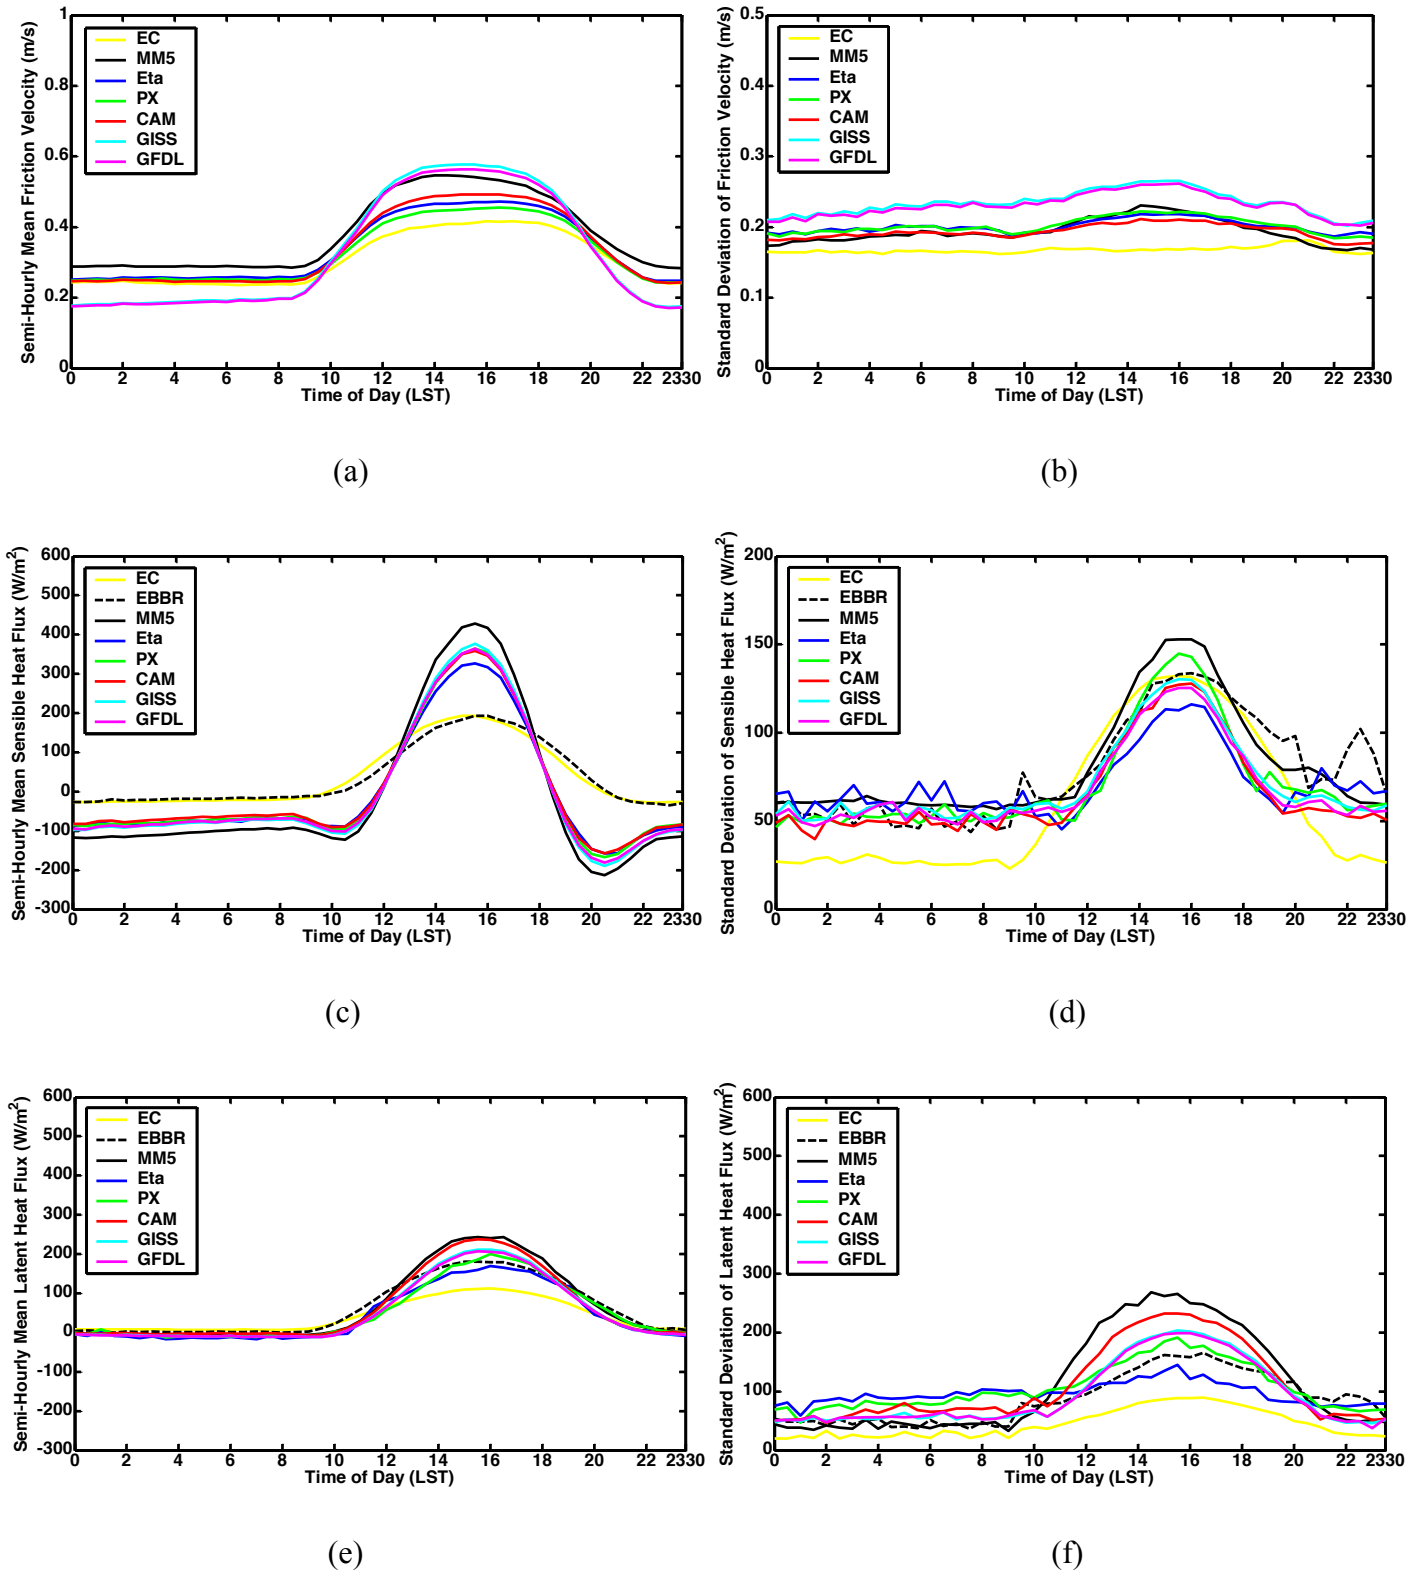 Semi-Hourly Mean Friction Velocity (m/s)
1
0.8
0.6
0.4
0.2
0
EC
MM5
Eta
PX
CAM
GISS
GFDL
0 2 4 6 8 10 12 14 16 18 20 22 2330
Time of Day (LST)
(a)
Standard Deviation of Friction Velocity (m/s)
0.5
0.4
0.3
0.2
0.1
0
EC
MM5
Eta
PX
CAM
GISS
GFDL
0 2 4 6 8 10 12 14 16 18 20 22 2330
Time of Day (LST)
(b)
Semi-Hourly Mean Sensible Heat Flux (W/m²)
600
500
400
300
200
100
0
-100
-200
-300
EC
EBBR
MM5
Eta
PX
CAM
GISS
GFDL
0 2 4 6 8 10 12 14 16 18 20 22 2330
Time of Day (LST)
(c)
Standard Deviation of Sensible Heat Flux (W/m²)
200
150
100
50
0
EC
EBBR
MM5
Eta
PX
CAM
GISS
GFDL
0 2 4 6 8 10 12 14 16 18 20 22 2330
Time of Day (LST)
(d)
Semi-Hourly Mean Latent Heat Flux (W/m²)
600
500
400
300
200
100
0
-100
-200
-300
EC
EBBR
MM5
Eta
PX
CAM
GISS
GFDL
0 2 4 6 8 10 12 14 16 18 20 22 2330
Time of Day (LST)
(e)
Standard Deviation of Latent Heat Flux (W/m²)
600
500
400
300
200
100
0
EC
EBBR
MM5
Eta
PX
CAM
GISS
GFDL
0 2 4 6 8 10 12 14 16 18 20 22 2330
Time of Day (LST)
(f)